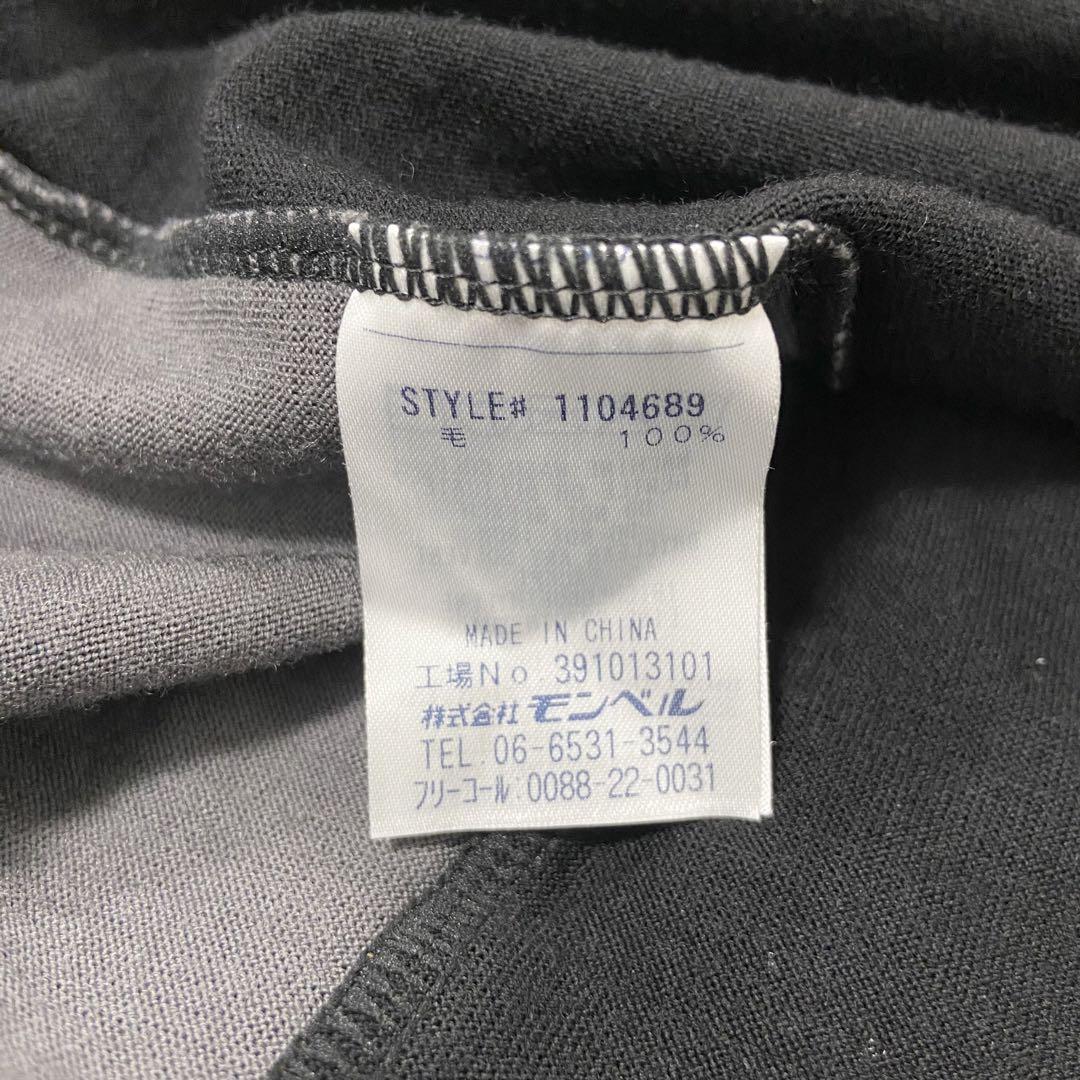 STYLE# 1104689
毛 100%
MADE IN CHINA
工場No.391013101
株式会社モンベル
TEL.06-6531-3544
フリーコール:0088-22-0031